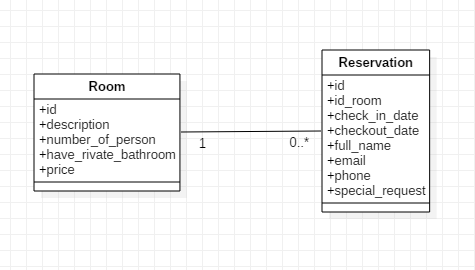 Room
+id
+description
+number_of_person
+have_rivate_bathroom
+price
1
0..*
Reservation
+id
+id_room
+check_in_date
+checkout_date
+full_name
+email
+phone
+special_request